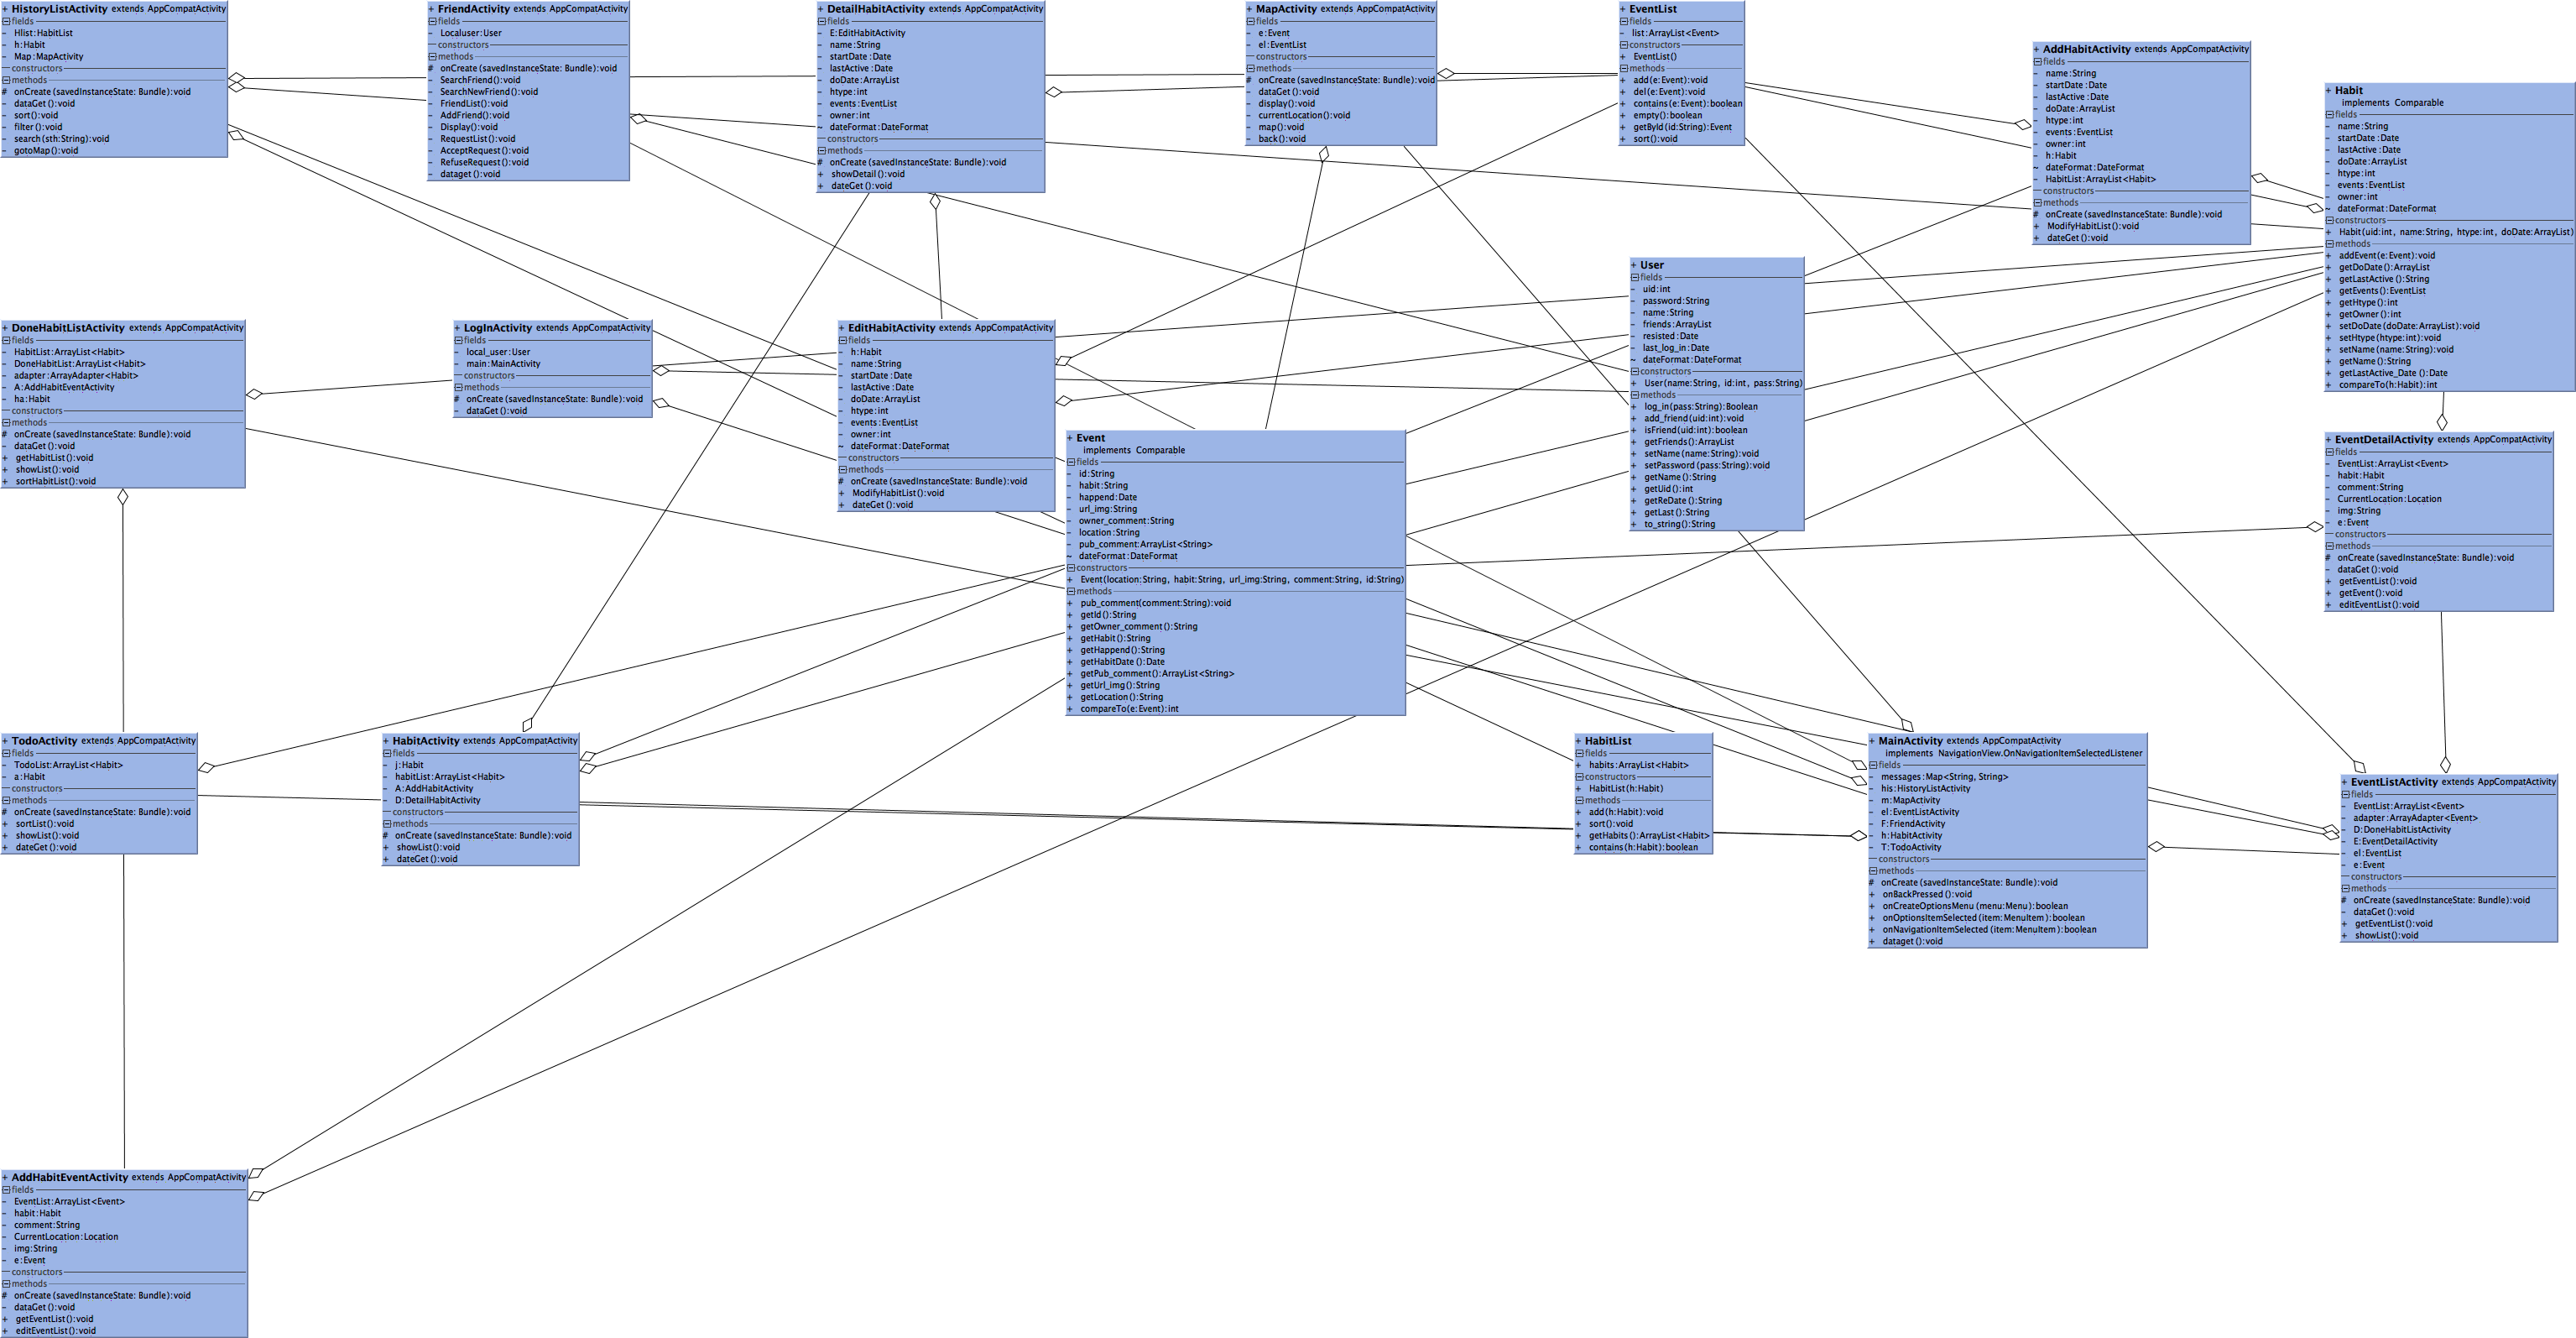 + HistoryListActivity extends AppCompatActivity
fields
- Hlist:HabitList
- h:Habit
- Map:MapActivity
constructors
methods
# onCreate(savedInstanceState: Bundle):void
- dataGet():void
- sort():void
- filter():void
- search(sth:String):void
- gotoMap():void
+ FriendActivity extends AppCompatActivity
fields
- Localuser:User
constructors
methods
# onCreate(savedInstanceState: Bundle):void
- SearchFriend():void
- SearchNewFriend():void
- FriendList():void
- AddFriend():void
- Display():void
- RequestList():void
- AcceptRequest():void
- RefuseRequest():void
- dataget():void
+ DetailHabitActivity extends AppCompatActivity
fields
- E:EditHabitActivity
- name:String
- startDate:Date
- lastActive:Date
- doDate:ArrayList
- htype:int
- events:EventList
- owner:int
~ dateFormat:DateFormat
constructors
methods
# onCreate(savedInstanceState: Bundle):void
+ showDetail():void
+ dateGet():void
+ MapActivity extends AppCompatActivity
fields
- e:Event
- el:EventList
constructors
methods
# onCreate(savedInstanceState: Bundle):void
- dataGet():void
- display():void
- currentLocation():void
- map():void
- back():void
+ EventList
fields
- list:ArrayList<Event>
constructors
+ EventList()
methods
+ add(e:Event):void
+ del(e:Event):void
+ contains(e:Event):boolean
+ empty():boolean
+ getById(id:String):Event
+ sort():void
+ AddHabitActivity extends AppCompatActivity
fields
- name:String
- startDate:Date
- lastActive:Date
- doDate:ArrayList
- htype:int
- events:EventList
- owner:int
- h:Habit
~ dateFormat:DateFormat
- HabitList:ArrayList<Habit>
constructors
methods
# onCreate(savedInstanceState: Bundle):void
+ ModifyHabitList():void
+ dateGet():void
+ Habit
implements Comparable
fields
- name:String
- startDate:Date
- lastActive:Date
- doDate:ArrayList
- htype:int
- events:EventList
- owner:int
~ dateFormat:DateFormat
constructors
+ Habit(uid:int, name:String, htype:int, doDate:ArrayList)
methods
+ addEvent(e:Event):void
+ getDoDate():ArrayList
+ getLastActive():String
+ getEvents():EventList
+ getHtype():int
+ getOwner():int
+ setDoDate(doDate:ArrayList):void
+ setHtype(htype:int):void
+ setName(name:String):void
+ getName():String
+ getLastActive_Date():Date
+ compareTo(h:Habit):int
+ User
fields
- uid:int
- password:String
- name:String
- friends:ArrayList
- resisted:Date
- last_log_in:Date
~ dateFormat:DateFormat
constructors
+ User(name:String, id:int, pass:String)
methods
+ log_in(pass:String):Boolean
+ add_friend(uid:int):void
+ isFriend(uid:int):boolean
+ getFriends():ArrayList
+ setName(name:String):void
+ setPassword(pass:String):void
+ getName():String
+ getUid():int
+ getReDate():String
+ getLast():String
+ to_string():String
+ DoneHabitListActivity extends AppCompatActivity
fields
- HabitList:ArrayList<Habit>
- DoneHabitList:ArrayList<Habit>
- adapter:ArrayAdapter<Habit>
- A:AddHabitEventActivity
- ha:Habit
constructors
methods
# onCreate(savedInstanceState: Bundle):void
- dataGet():void
+ getHabitList():void
+ showList():void
+ sortHabitList():void
+ LogInActivity extends AppCompatActivity
fields
- local_user:User
- main:MainActivity
constructors
methods
# onCreate(savedInstanceState: Bundle):void
- dataGet():void
+ EditHabitActivity extends AppCompatActivity
fields
- h:Habit
- name:String
- startDate:Date
- lastActive:Date
- doDate:ArrayList
- htype:int
- events:EventList
- owner:int
~ dateFormat:DateFormat
constructors
methods
# onCreate(savedInstanceState: Bundle):void
+ ModifyHabitList():void
+ dateGet():void
+ Event
implements Comparable
fields
- id:String
- habit:String
- happend:Date
- url_img:String
- owner_comment:String
- location:String
- pub_comment:ArrayList<String>
~ dateFormat:DateFormat
constructors
+ Event(location:String, habit:String, url_img:String, comment:String, id:String)
methods
+ pub_comment(comment:String):void
+ getId():String
+ getOwner_comment():String
+ getHabit():String
+ getHappend():String
+ getHabitDate():Date
+ getPub_comment():ArrayList<String>
+ getUrl_img():String
+ getLocation():String
+ compareTo(e:Event):int
+ EventDetailActivity extends AppCompatActivity
fields
- EventList:ArrayList<Event>
- habit:Habit
- comment:String
- CurrentLocation:Location
- img:String
- e:Event
constructors
methods
# onCreate(savedInstanceState: Bundle):void
- dataGet():void
+ getEventList():void
+ getEvent():void
+ editEventList():void
+ TodoActivity extends AppCompatActivity
fields
- TodoList:ArrayList<Habit>
- a:Habit
constructors
methods
# onCreate(savedInstanceState: Bundle):void
+ sortList():void
+ showList():void
+ dateGet():void
+ HabitActivity extends AppCompatActivity
fields
- j:Habit
- habitList:ArrayList<Habit>
- A:AddHabitActivity
- D:DetailHabitActivity
constructors
methods
# onCreate(savedInstanceState: Bundle):void
+ showList():void
+ dateGet():void
+ HabitList
fields
+ habits:ArrayList<Habit>
constructors
+ HabitList(h:Habit)
methods
+ add(h:Habit):void
+ sort():void
+ getHabits():ArrayList<Habit>
+ contains(h:Habit):boolean
+ MainActivity extends AppCompatActivity
implements NavigationView.OnNavigationItemSelectedListener
fields
- messages:Map<String, String>
- his:HistoryListActivity
- m:MapActivity
- el:EventListActivity
- F:FriendActivity
- h:HabitActivity
- T:TodoActivity
constructors
methods
# onCreate(savedInstanceState: Bundle):void
+ onBackPressed():void
+ onCreateOptionsMenu(menu:Menu):boolean
+ onOptionsItemSelected(item:MenuItem):boolean
+ onNavigationItemSelected(item:MenuItem):boolean
+ dataget():void
+ EventListActivity extends AppCompatActivity
fields
- EventList:ArrayList<Event>
- adapter:ArrayAdapter<Event>
- D:DoneHabitListActivity
- E:EventDetailActivity
- el:EventList
- e:Event
constructors
methods
# onCreate(savedInstanceState: Bundle):void
- dataGet():void
+ getEventList():void
+ showList():void
+ AddHabitEventActivity extends AppCompatActivity
fields
- EventList:ArrayList<Event>
- habit:Habit
- comment:String
- CurrentLocation:Location
- img:String
- e:Event
constructors
methods
# onCreate(savedInstanceState: Bundle):void
- dataGet():void
+ getEventList():void
+ editEventList():void